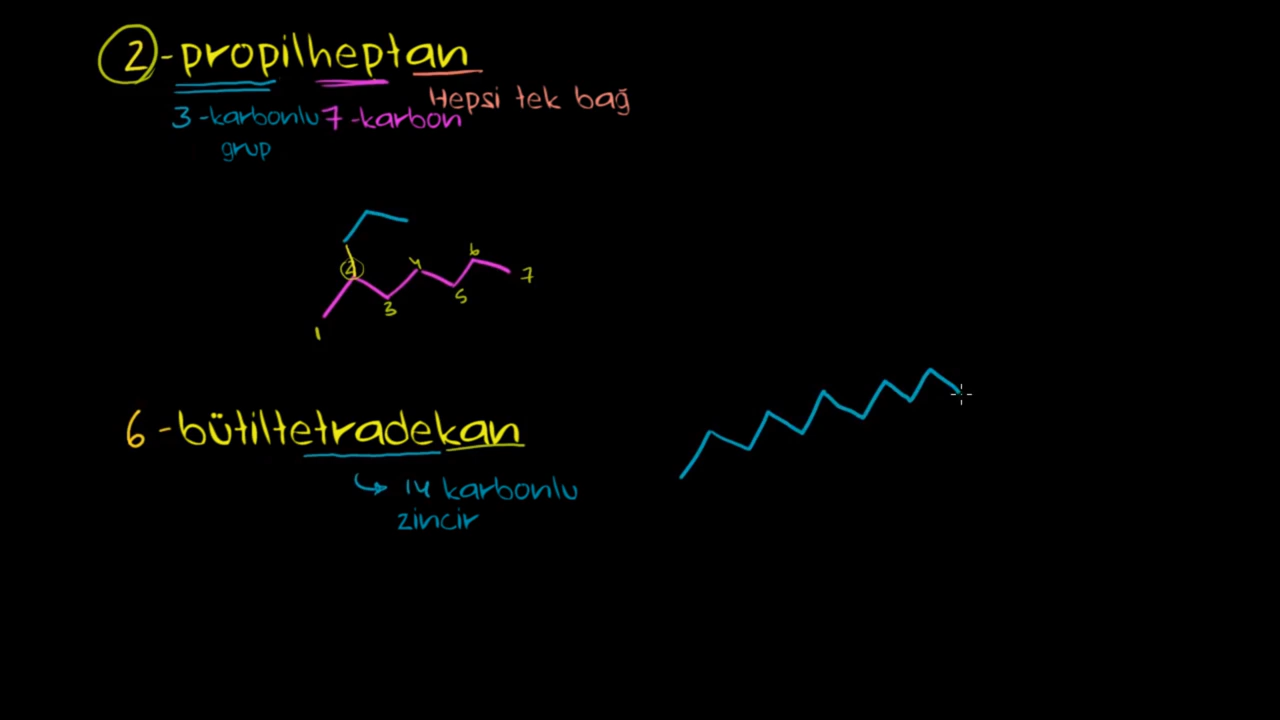 2-propilheptan
Hepsi tek bağ
3-karbonlu 7-karbon
grup
2 4 6 7
1 3 5
6-bütiltetradekan
→ 14 karbonlu
zincir